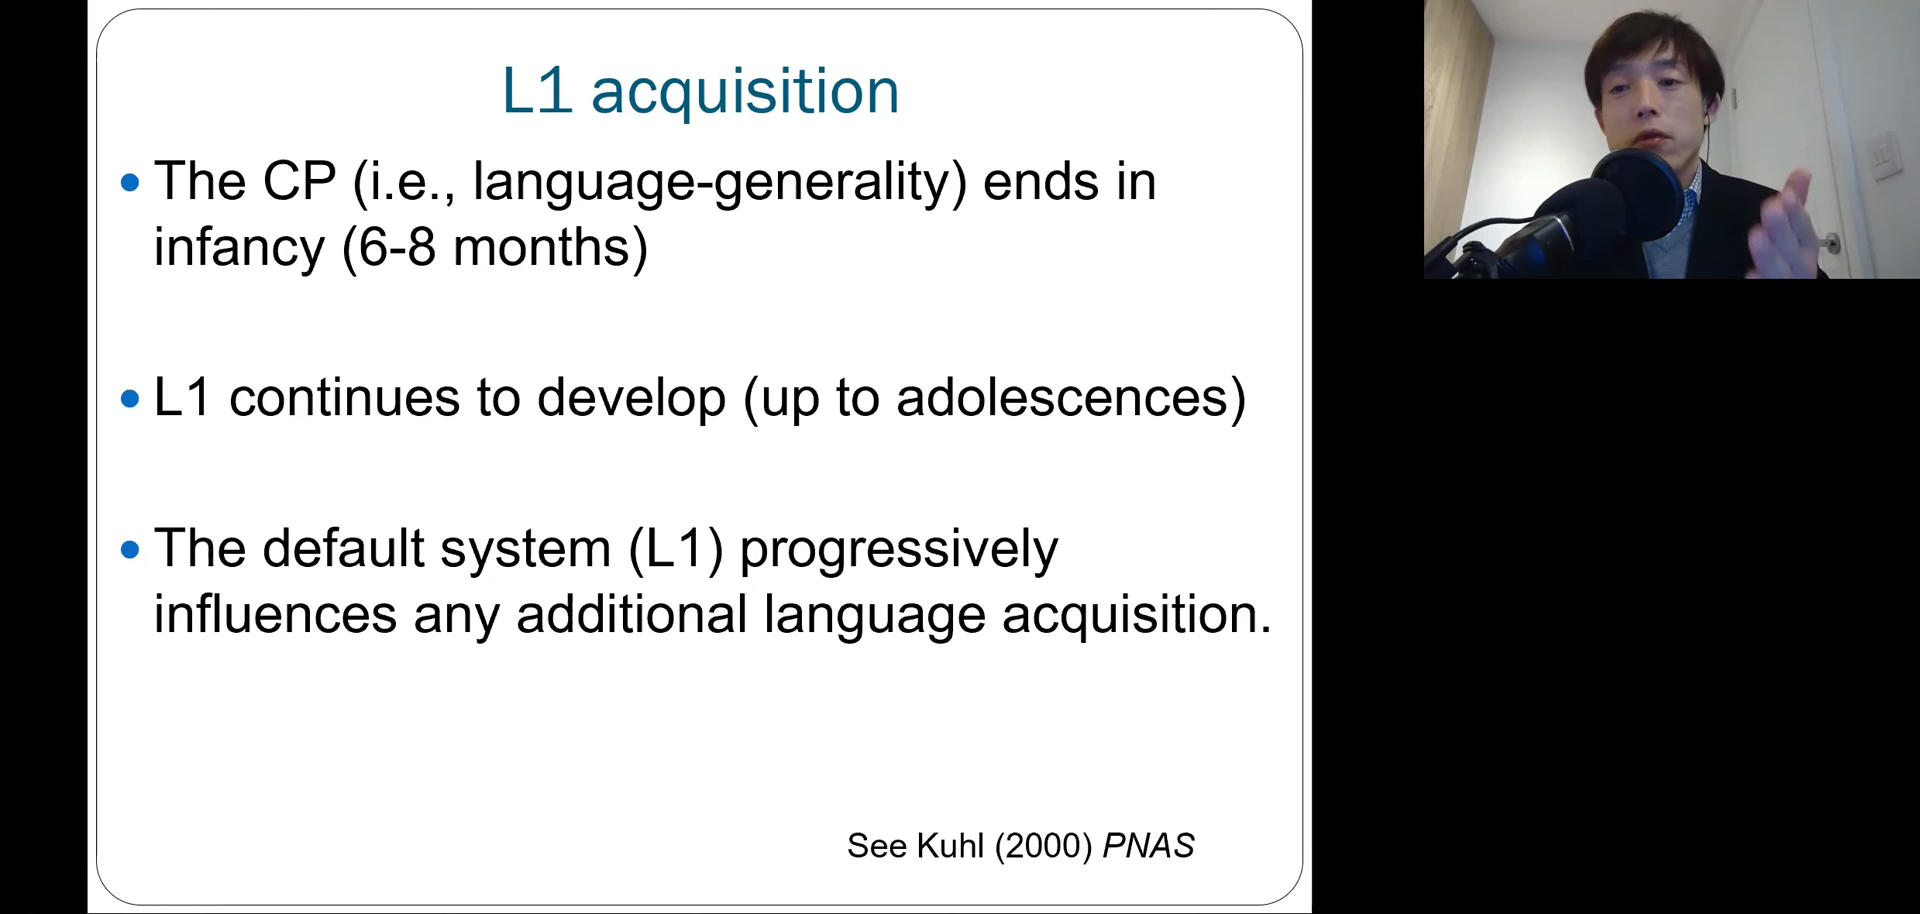 L1 acquisition
• The CP (i.e., language-generality) ends in
infancy (6-8 months)
• L1 continues to develop (up to adolescences)
• The default system (L1) progressively
influences any additional language acquisition.
See Kuhl (2000) PNAS